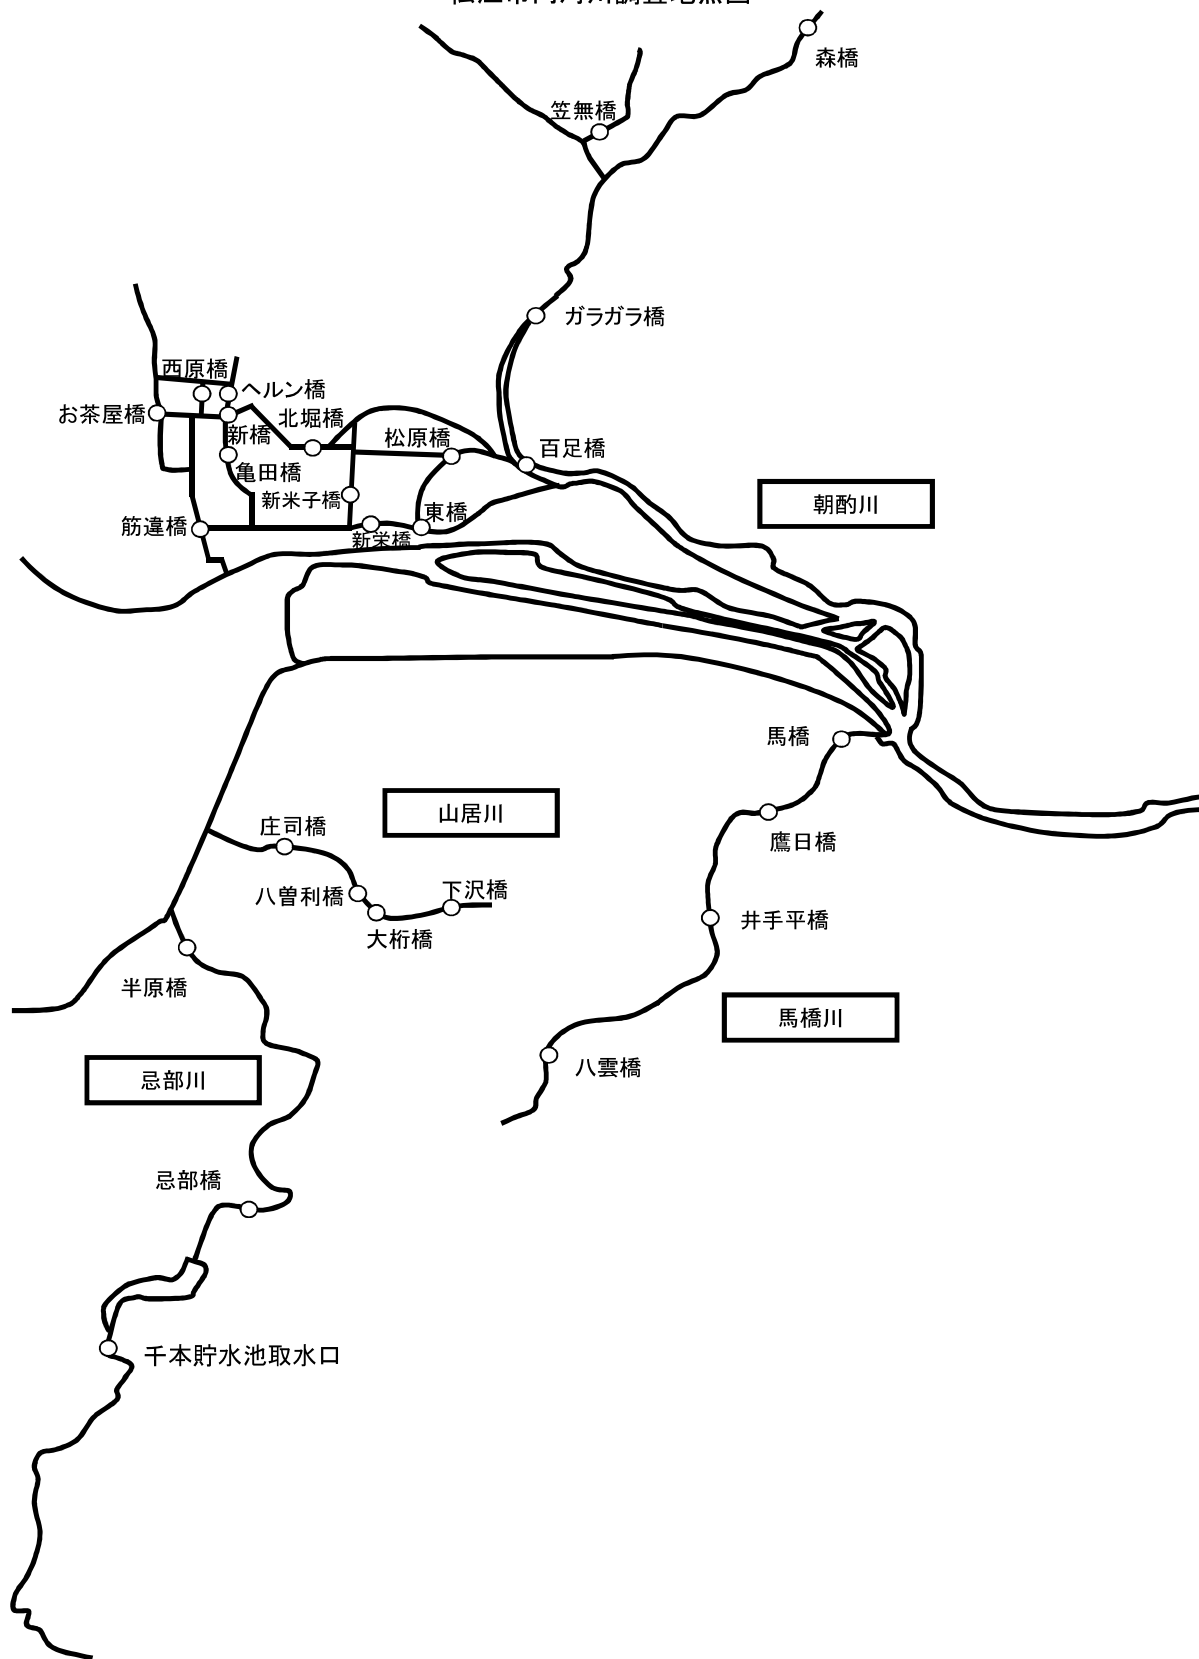 森橋
笠無橋
ガラガラ橋
西原橋
ヘルン橋
お茶屋橋
北堀橋
新橋
松原橋
百足橋
亀田橋
新米子橋
朝酌川
東橋
筋違橋
新栄橋
馬橋
山居川
庄司橋
鷹日橋
八曽利橋
下沢橋
井手平橋
大桁橋
半原橋
馬橋川
八雲橋
忌部川
忌部橋
千本貯水池取水口